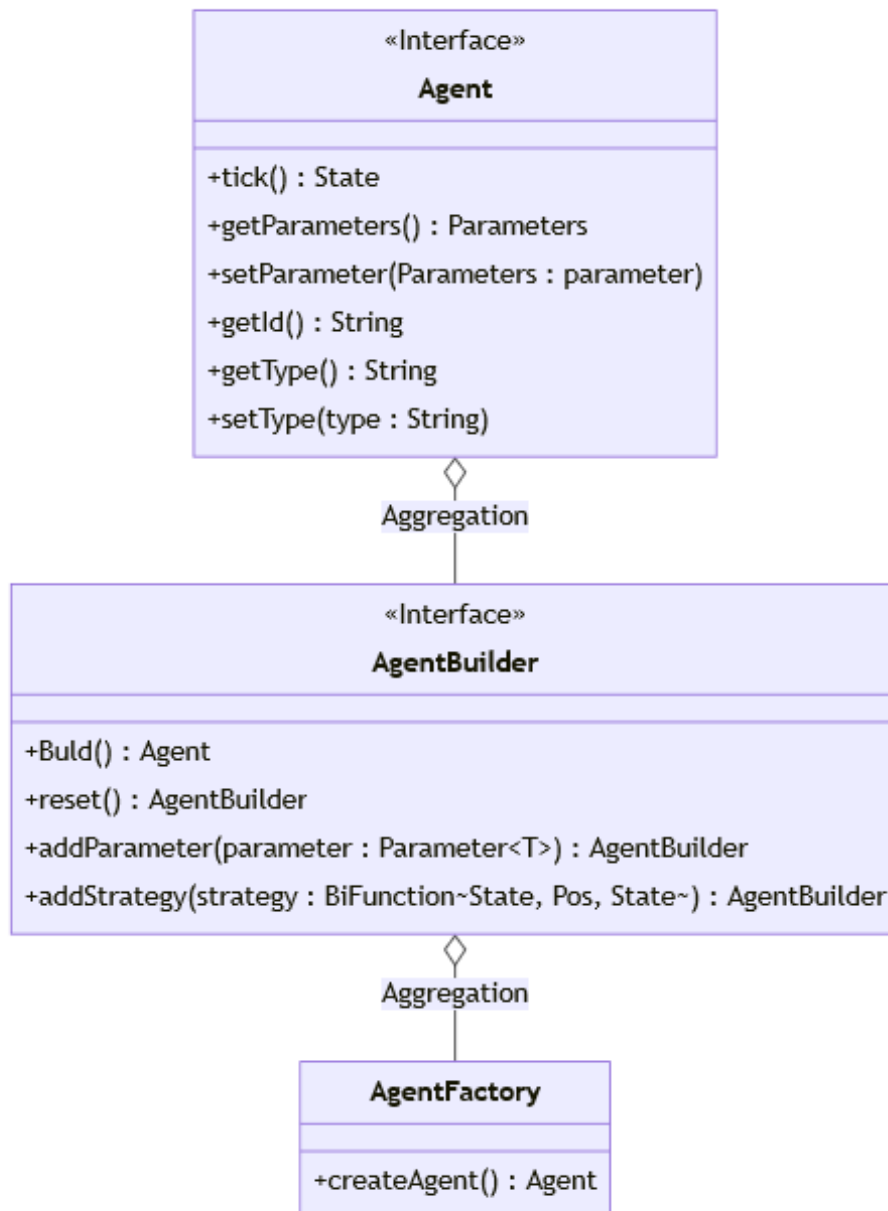 «Interface»
Agent
+tick() : State
+getParameters() : Parameters
+setParameter(Parameters : parameter)
+getId() : String
+getType() : String
+setType(type : String)
Aggregation
«Interface»
AgentBuilder
+Buld() : Agent
+reset() : AgentBuilder
+addParameter(parameter : Parameter<T>) : AgentBuilder
+addStrategy(strategy : BiFunction~State, Pos, State~) : AgentBuilder
Aggregation
AgentFactory
+createAgent() : Agent